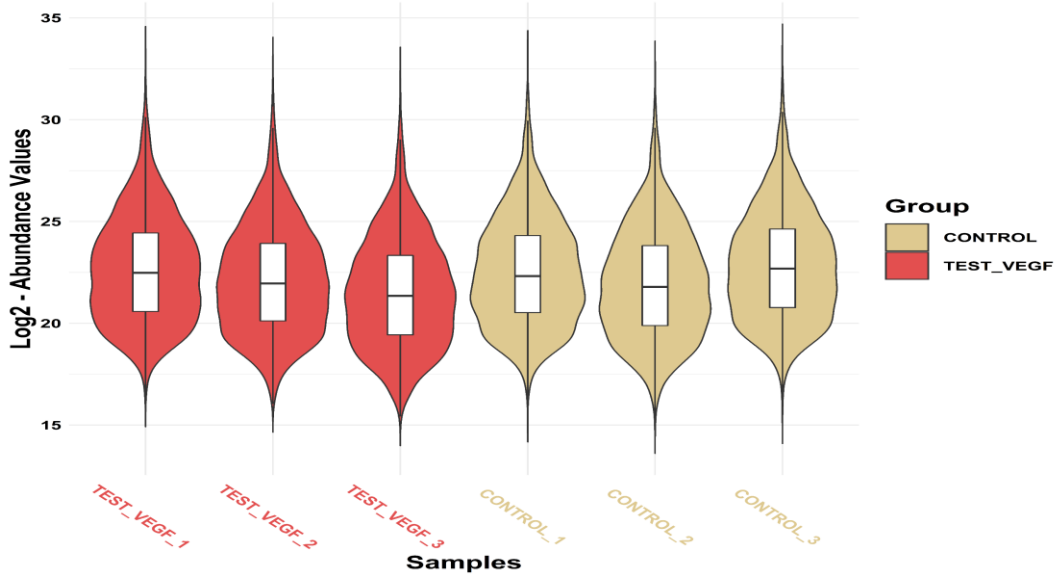 Log2 - Abundance Values
35
30
25
20
15
TEST_VEGF_1
TEST_VEGF_2
TEST_VEGF_3
CONTROL_1
CONTROL_2
CONTROL_3
Samples
Group
CONTROL
TEST_VEGF